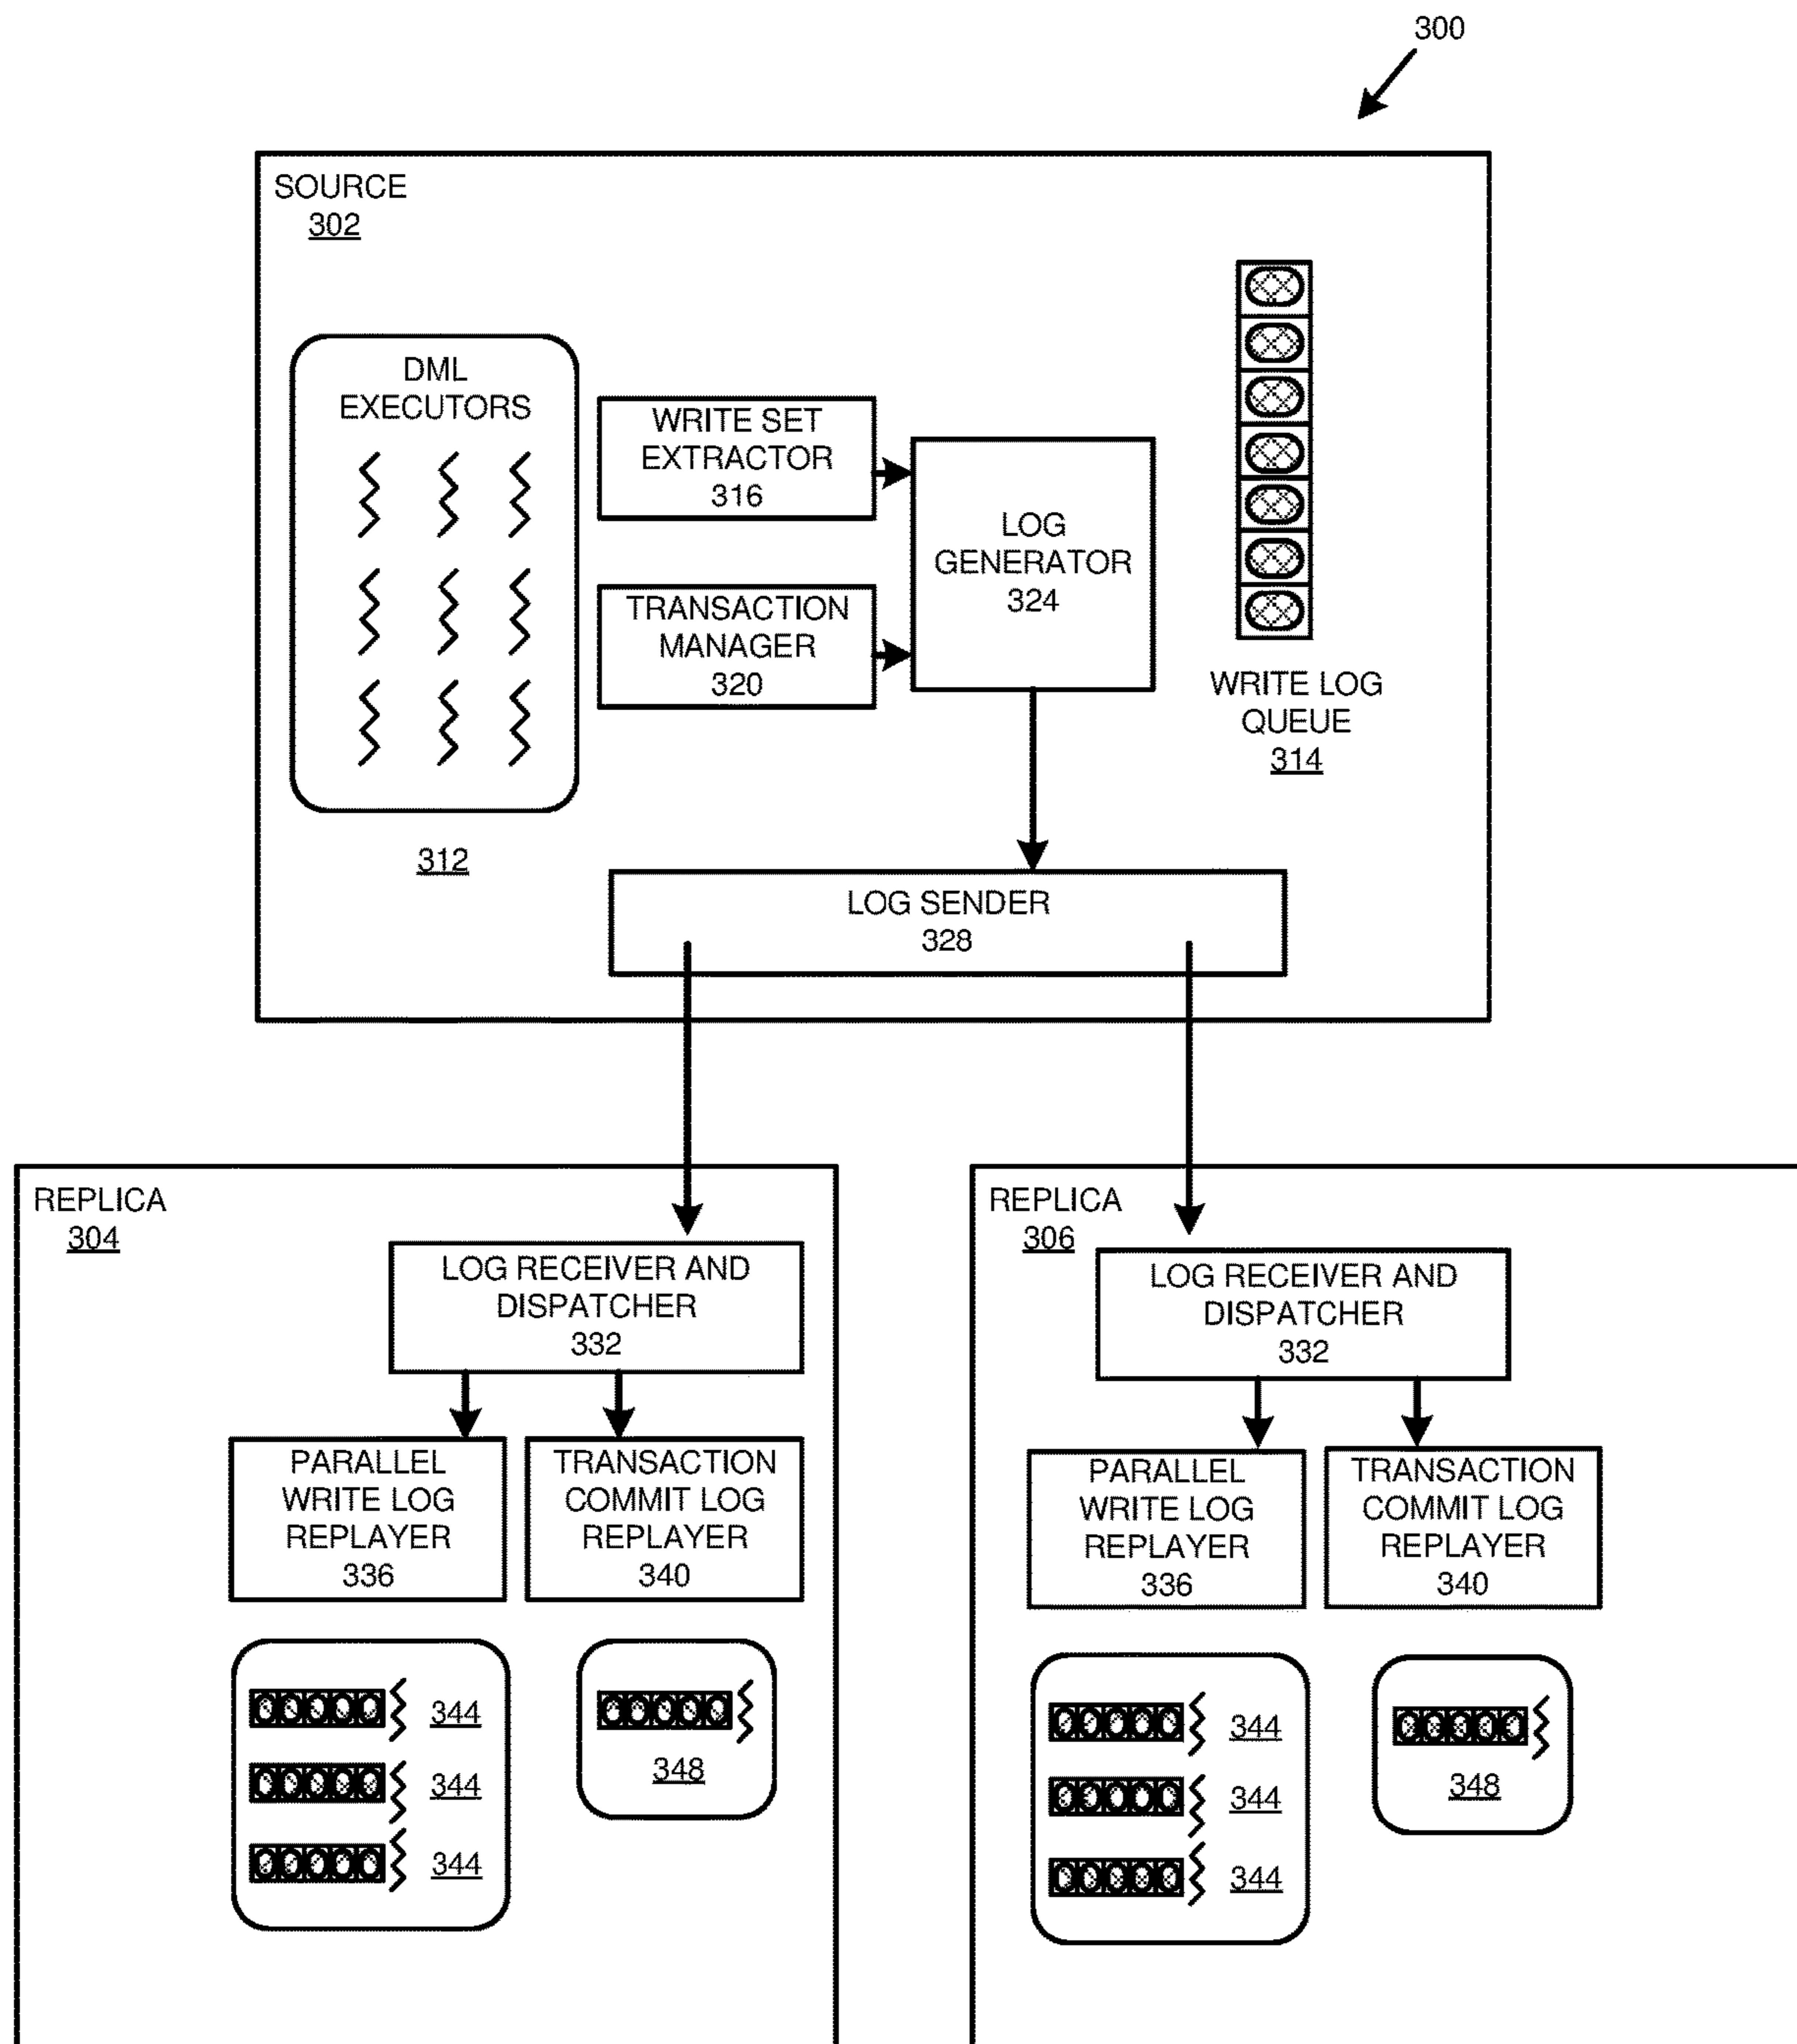 300
SOURCE
302
DML
EXECUTORS
312
WRITE SET
EXTRACTOR
316
TRANSACTION
MANAGER
320
LOG
GENERATOR
324
WRITE LOG
QUEUE
314
LOG SENDER
328
REPLICA
304
LOG RECEIVER AND
DISPATCHER
332
PARALLEL
WRITE LOG
REPLAYER
336
TRANSACTION
COMMIT LOG
REPLAYER
340
344
344
344
348
REPLICA
306
LOG RECEIVER AND
DISPATCHER
332
PARALLEL
WRITE LOG
REPLAYER
336
TRANSACTION
COMMIT LOG
REPLAYER
340
344
344
344
348